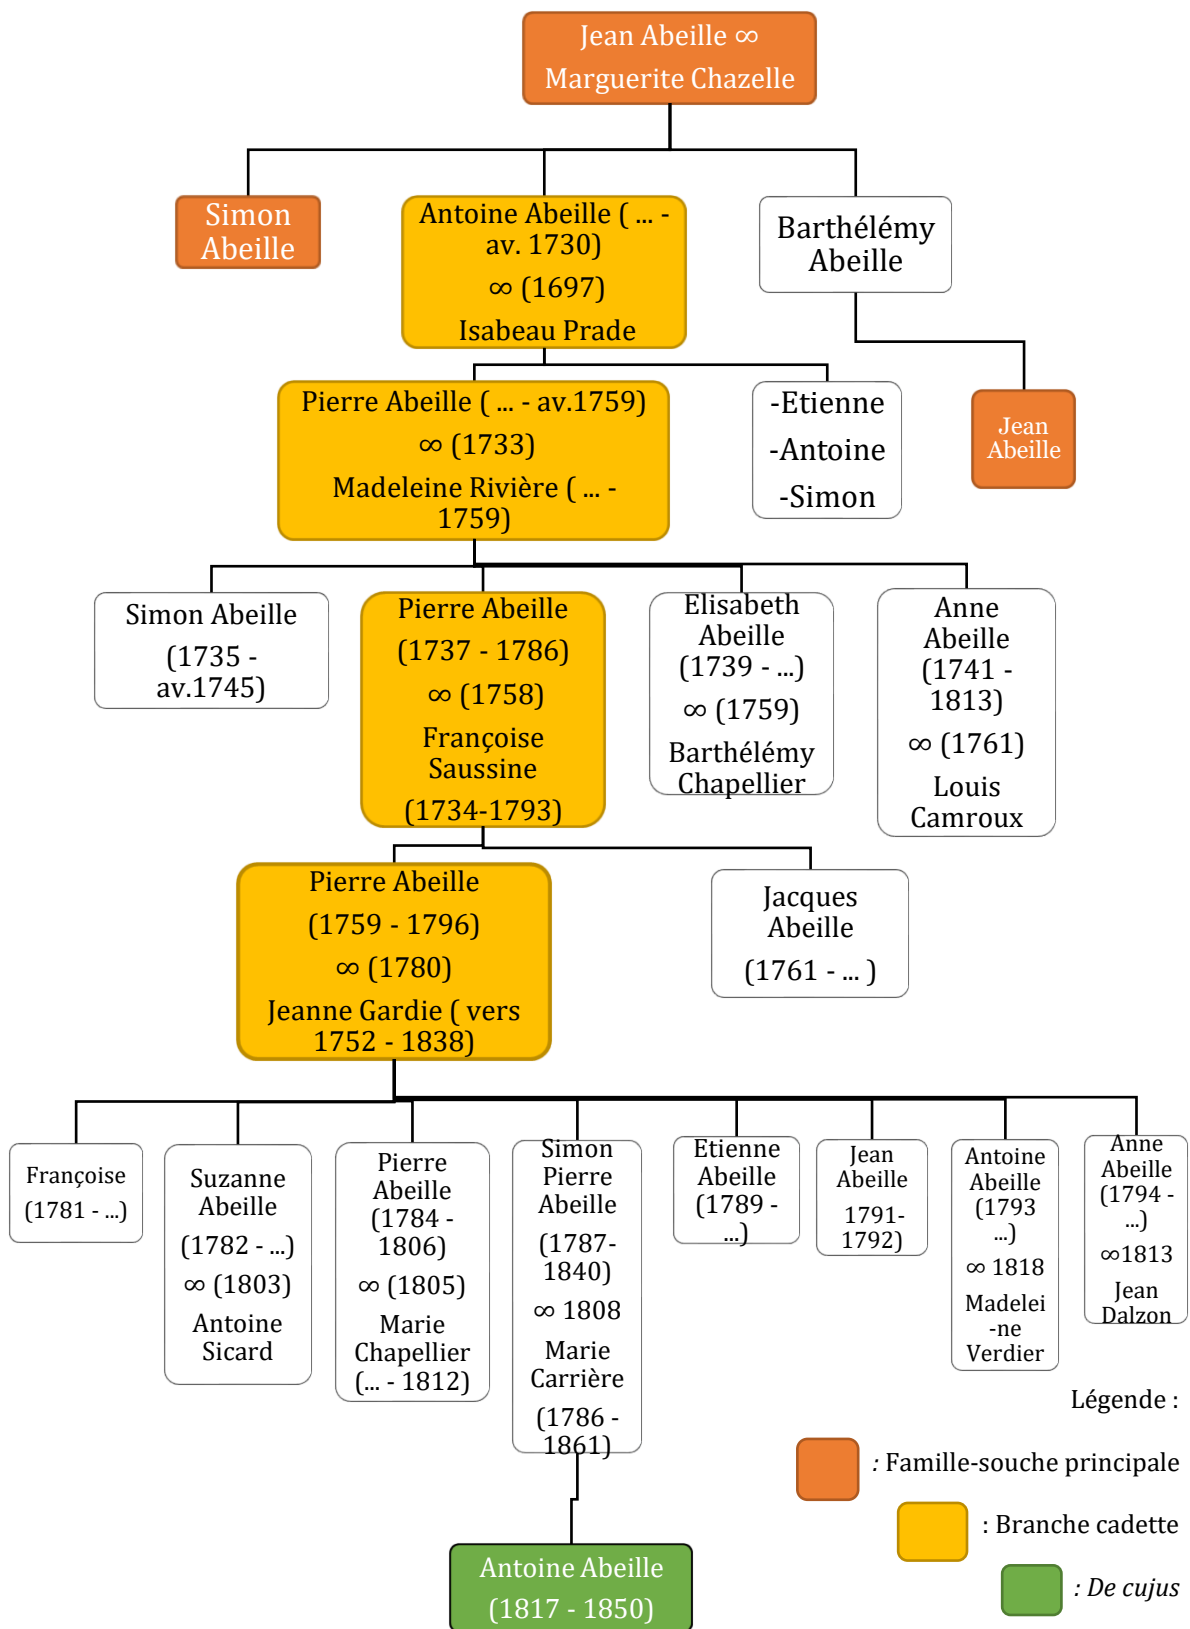 Jean Abeille ∞
Marguerite Chazelle
Simon
Abeille
Antoine Abeille ( ... -
av. 1730)
∞ (1697)
Isabeau Prade
Barthélémy
Abeille
Pierre Abeille ( ... - av.1759)
∞ (1733)
Madeleine Rivière ( ... -
1759)
-Etienne
-Antoine
-Simon
Jean
Abeille
Simon Abeille
(1735 -
av.1745)
Pierre Abeille
(1737 - 1786)
∞ (1758)
Françoise
Saussine
(1734-1793)
Elisabeth
Abeille
(1739 - ...)
∞ (1759)
Barthélémy
Chapellier
Anne
Abeille
(1741 -
1813)
∞ (1761)
Louis
Camroux
Pierre Abeille
(1759 - 1796)
∞ (1780)
Jeanne Gardie ( vers
1752 - 1838)
Jacques
Abeille
(1761 - ... )
Françoise
(1781 - ...)
Suzanne
Abeille
(1782 - ...)
∞ (1803)
Antoine
Sicard
Pierre
Abeille
(1784 -
1806)
∞ (1805)
Marie
Chapellier
(... - 1812)
Simon
Pierre
Abeille
(1787-
1840)
∞ 1808
Marie
Carrière
(1786 -
1861)
Etienne
Abeille
(1789 -
...)
Jean
Abeille
1791-
1792)
Antoine
Abeille
(1793
...)
∞ 1818
Madelei
-ne
Verdier
Anne
Abeille
(1794 -
...)
∞1813
Jean
Dalzon
Antoine Abeille
(1817 - 1850)
Légende :
: Famille-souche principale
: Branche cadette
: De cujus